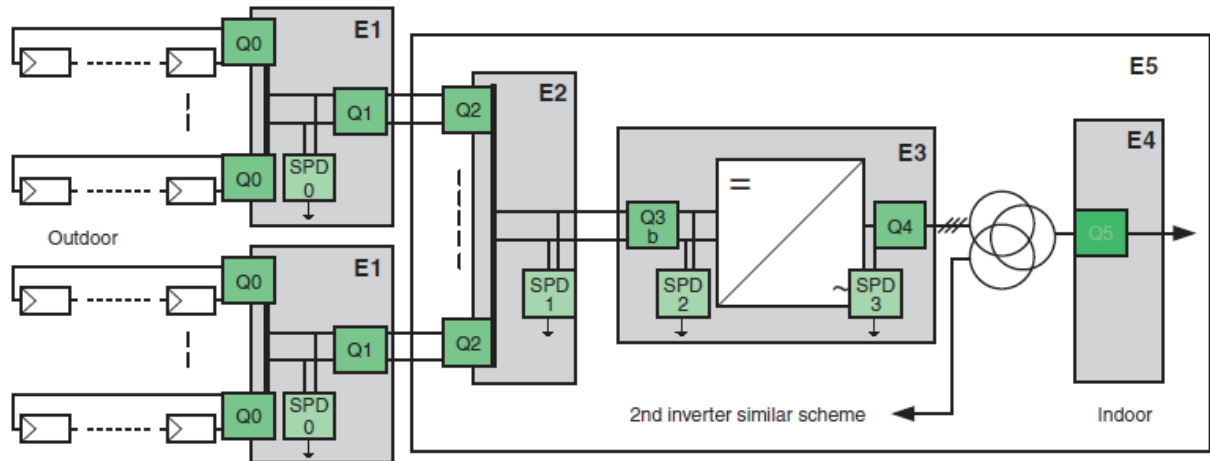 E1
Q0
Q1
SPD
0
Q0
Outdoor
E1
Q0
Q1
SPD
0
Q0
E5
E2
Q2
SPD
1
Q2
E3
Q3
b
=
Q4
SPD
2
~
SPD
3
E4
Q5
2nd inverter similar scheme
Indoor